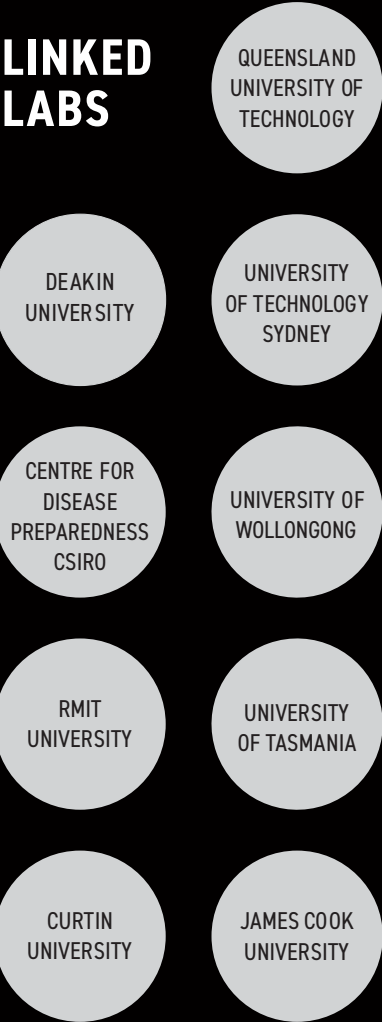 LINKED
LABS
QUEENSLAND
UNIVERSITY OF
TECHNOLOGY
DEAKIN
UNIVERSITY
UNIVERSITY
OF TECHNOLOGY
SYDNEY
CENTRE FOR
DISEASE
PREPAREDNESS
CSIRO
UNIVERSITY OF
WOLLONGONG
RMIT
UNIVERSITY
UNIVERSITY
OF TASMANIA
CURTIN
UNIVERSITY
JAMES COOK
UNIVERSITY